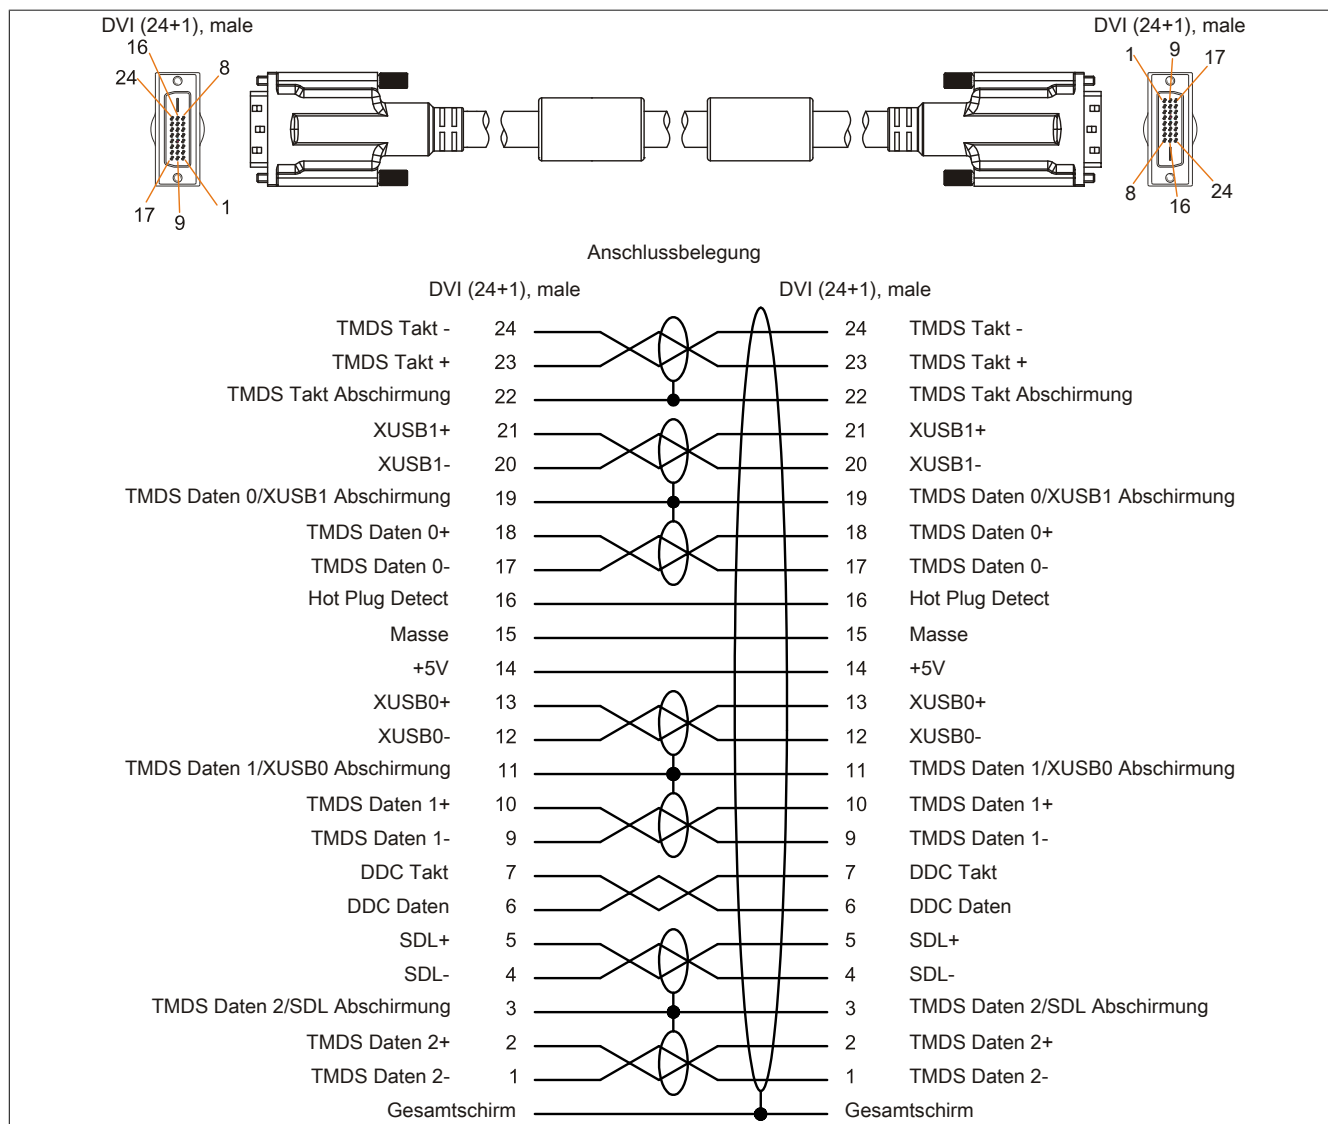 DVI (24+1), male DVI (24+1), male
16 9
24 8 1 17
17 9 1 8 16 24
Anschlussbelegung
DVI (24+1), male DVI (24+1), male
TMDS Takt - 24 24 TMDS Takt -
TMDS Takt + 23 23 TMDS Takt +
TMDS Takt Abschirmung 22 22 TMDS Takt Abschirmung
XUSB1+ 21 21 XUSB1+
XUSB1- 20 20 XUSB1-
TMDS Daten 0/XUSB1 Abschirmung 19 19 TMDS Daten 0/XUSB1 Abschirmung
TMDS Daten 0+ 18 18 TMDS Daten 0+
TMDS Daten 0- 17 17 TMDS Daten 0-
Hot Plug Detect 16 16 Hot Plug Detect
Masse 15 15 Masse
+5V 14 14 +5V
XUSB0+ 13 13 XUSB0+
XUSB0- 12 12 XUSB0-
TMDS Daten 1/XUSB0 Abschirmung 11 11 TMDS Daten 1/XUSB0 Abschirmung
TMDS Daten 1+ 10 10 TMDS Daten 1+
TMDS Daten 1- 9 9 TMDS Daten 1-
DDC Takt 7 7 DDC Takt
DDC Daten 6 6 DDC Daten
SDL+ 5 5 SDL+
SDL- 4 4 SDL-
TMDS Daten 2/SDL Abschirmung 3 3 TMDS Daten 2/SDL Abschirmung
TMDS Daten 2+ 2 2 TMDS Daten 2+
TMDS Daten 2- 1 1 TMDS Daten 2-
Gesamtschirm Gesamtschirm